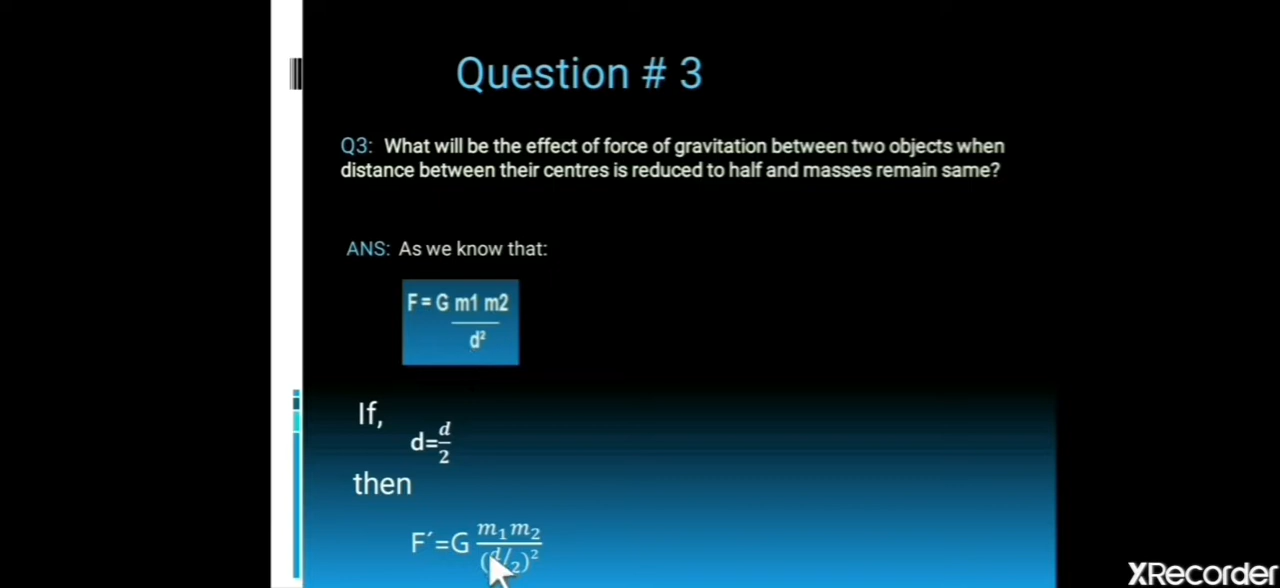 Question # 3
Q3: What will be the effect of force of gravitation between two objects when
distance between their centres is reduced to half and masses remain same?
ANS: As we know that:
F = G m1 m2
d²
If,
d=d/2
then
F´=G m₁m₂/(d/2)²
XRecorder